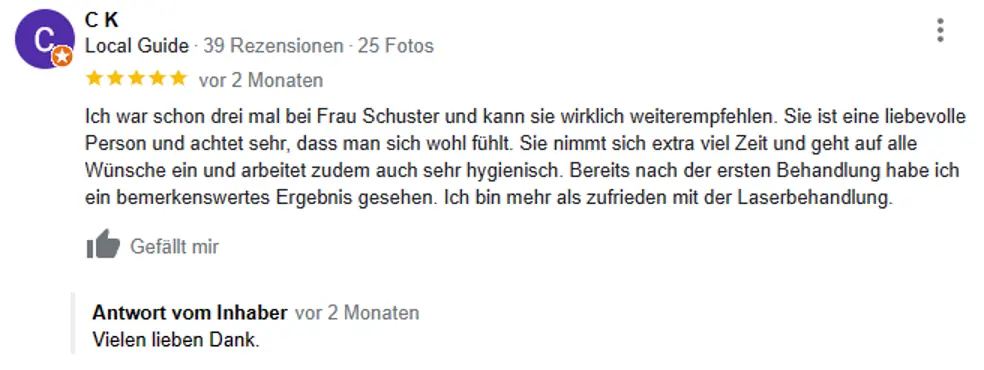 C
C K
Local Guide · 39 Rezensionen · 25 Fotos
vor 2 Monaten
Ich war schon drei mal bei Frau Schuster und kann sie wirklich weiterempfehlen. Sie ist eine liebevolle
Person und achtet sehr, dass man sich wohl fühlt. Sie nimmt sich extra viel Zeit und geht auf alle
Wünsche ein und arbeitet zudem auch sehr hygienisch. Bereits nach der ersten Behandlung habe ich
ein bemerkenswertes Ergebnis gesehen. Ich bin mehr als zufrieden mit der Laserbehandlung.
Gefällt mir
Antwort vom Inhaber vor 2 Monaten
Vielen lieben Dank.